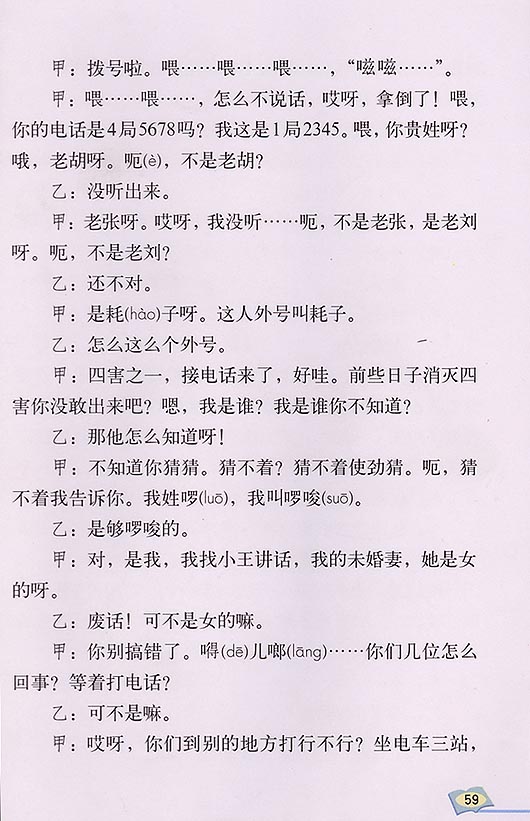 甲：拨号啦。喂……喂……喂……，“嗞嗞……”。
甲：喂……喂……，怎么不说话，哎呀，拿倒了！喂，
你的电话是4局5678吗？我这是1局2345。喂，你贵姓呀？
哦，老胡呀。呃(è)，不是老胡？
乙：没听出来。
甲：老张呀。哎呀，我没听……呃，不是老张，是老刘
呀。呃，不是老刘？
乙：还不对。
甲：是耗(hào)子呀。这人外号叫耗子。
乙：怎么这么个外号。
甲：四害之一，接电话来了，好哇。前些日子消灭四
害你没敢出来吧？嗯，我是谁？我是谁你不知道？
乙：那他怎么知道呀！
甲：不知道你猜猜。猜不着？猜不着使劲猜。呃，猜
不着我告诉你。我姓啰(luō)，我叫啰唆(suō)。
乙：是够啰唆的。
甲：对，是我，我找小王讲话，我的未婚妻，她是女
的呀。
乙：废话！可不是女的嘛。
甲：你别搞错了。嘚(dē)儿啷(lāng)……你们几位怎么
回事？等着打电话？
乙：可不是嘛。
甲：哎呀，你们到别的地方打行不行？坐电车三站，
59